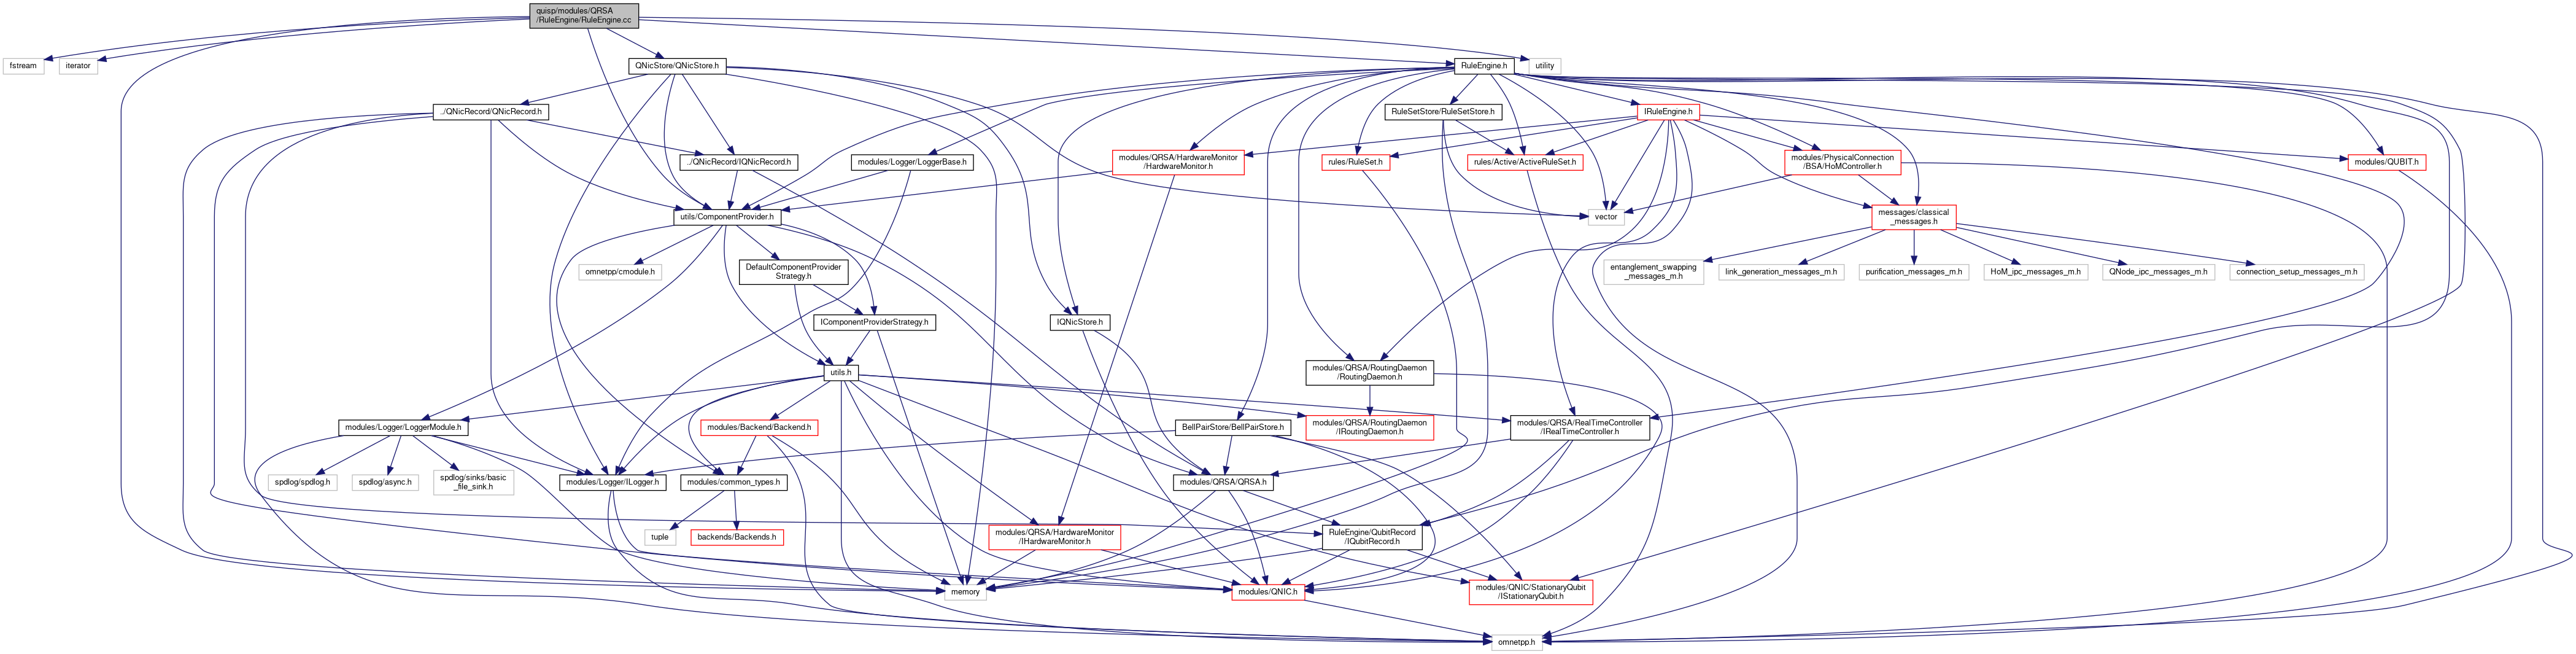 quisp/modules/QRSA
/RuleEngine/RuleEngine.cc
fstream
iterator
QNicStore/QNicStore.h
RuleEngine.h
utility
../QNicRecord/QNicRecord.h
RuleSetStore/RuleSetStore.h
IRuleEngine.h
../QNicRecord/IQNicRecord.h
modules/Logger/LoggerBase.h
modules/QRSA/HardwareMonitor
/HardwareMonitor.h
rules/RuleSet.h
rules/Active/ActiveRuleSet.h
modules/PhysicalConnection
/BSA/HoMController.h
modules/QUBIT.h
utils/ComponentProvider.h
vector
messages/classical
_messages.h
omnetpp/cmodule.h
DefaultComponentProvider
Strategy.h
entanglement_swapping
_messages_m.h
link_generation_messages_m.h
purification_messages_m.h
HoM_ipc_messages_m.h
QNode_ipc_messages_m.h
connection_setup_messages_m.h
IComponentProviderStrategy.h
IQNicStore.h
utils.h
modules/QRSA/RoutingDaemon
/RoutingDaemon.h
modules/Logger/LoggerModule.h
modules/Backend/Backend.h
BellPairStore/BellPairStore.h
modules/QRSA/RoutingDaemon
/IRoutingDaemon.h
modules/QRSA/RealTimeController
/IRealTimeController.h
spdlog/spdlog.h
spdlog/async.h
spdlog/sinks/basic
_file_sink.h
modules/Logger/ILogger.h
modules/common_types.h
modules/QRSA/QRSA.h
tuple
backends/Backends.h
modules/QRSA/HardwareMonitor
/IHardwareMonitor.h
RuleEngine/QubitRecord
/IQubitRecord.h
memory
modules/QNIC.h
modules/QNIC/StationaryQubit
/IStationaryQubit.h
omnetpp.h